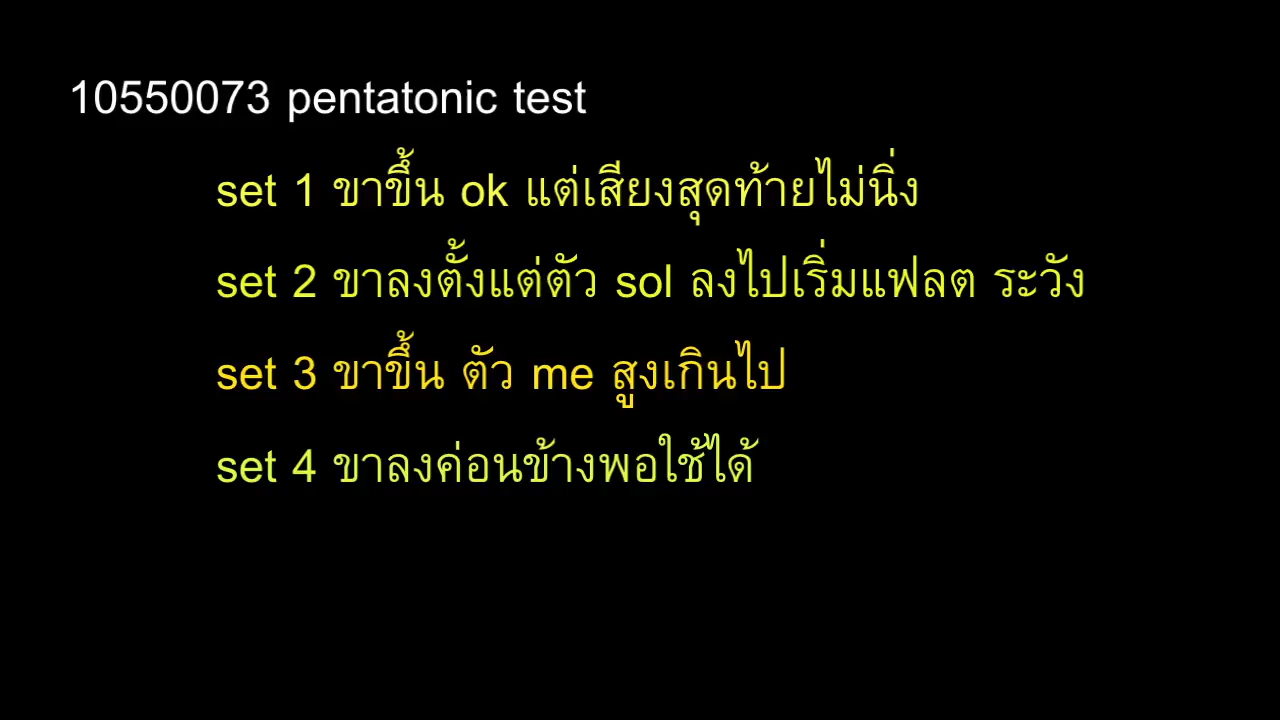 10550073 pentatonic test
set 1 ขาขึ้น ok แต่เสียงสุดท้ายไม่นิ่ง
set 2 ขาลงตั้งแต่ตัว sol ลงไปเริ่มแฟลต ระวัง
set 3 ขาขึ้น ตัว me สูงเกินไป
set 4 ขาลงค่อนข้างพอใช้ได้